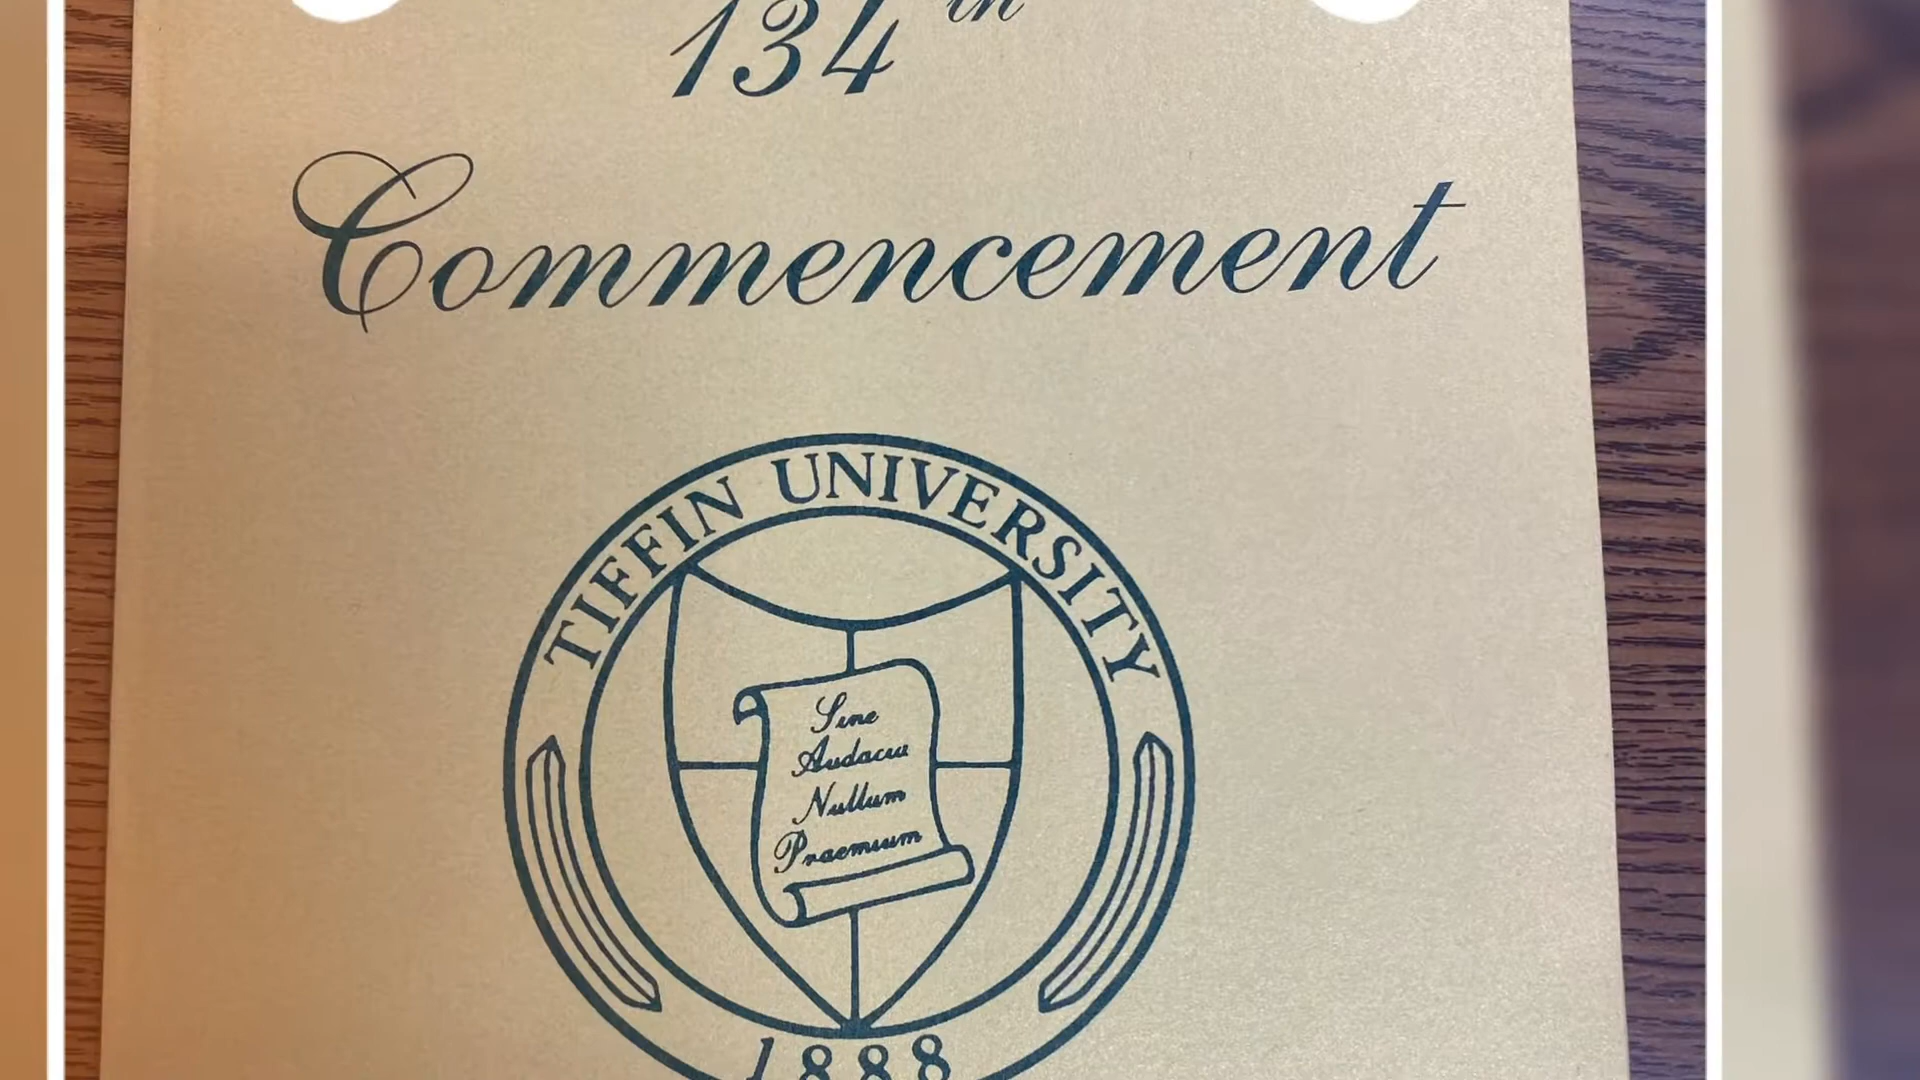 134th
Commencement
TIFFIN UNIVERSITY
Sine
Audacia
Nullum
Praemium
1888